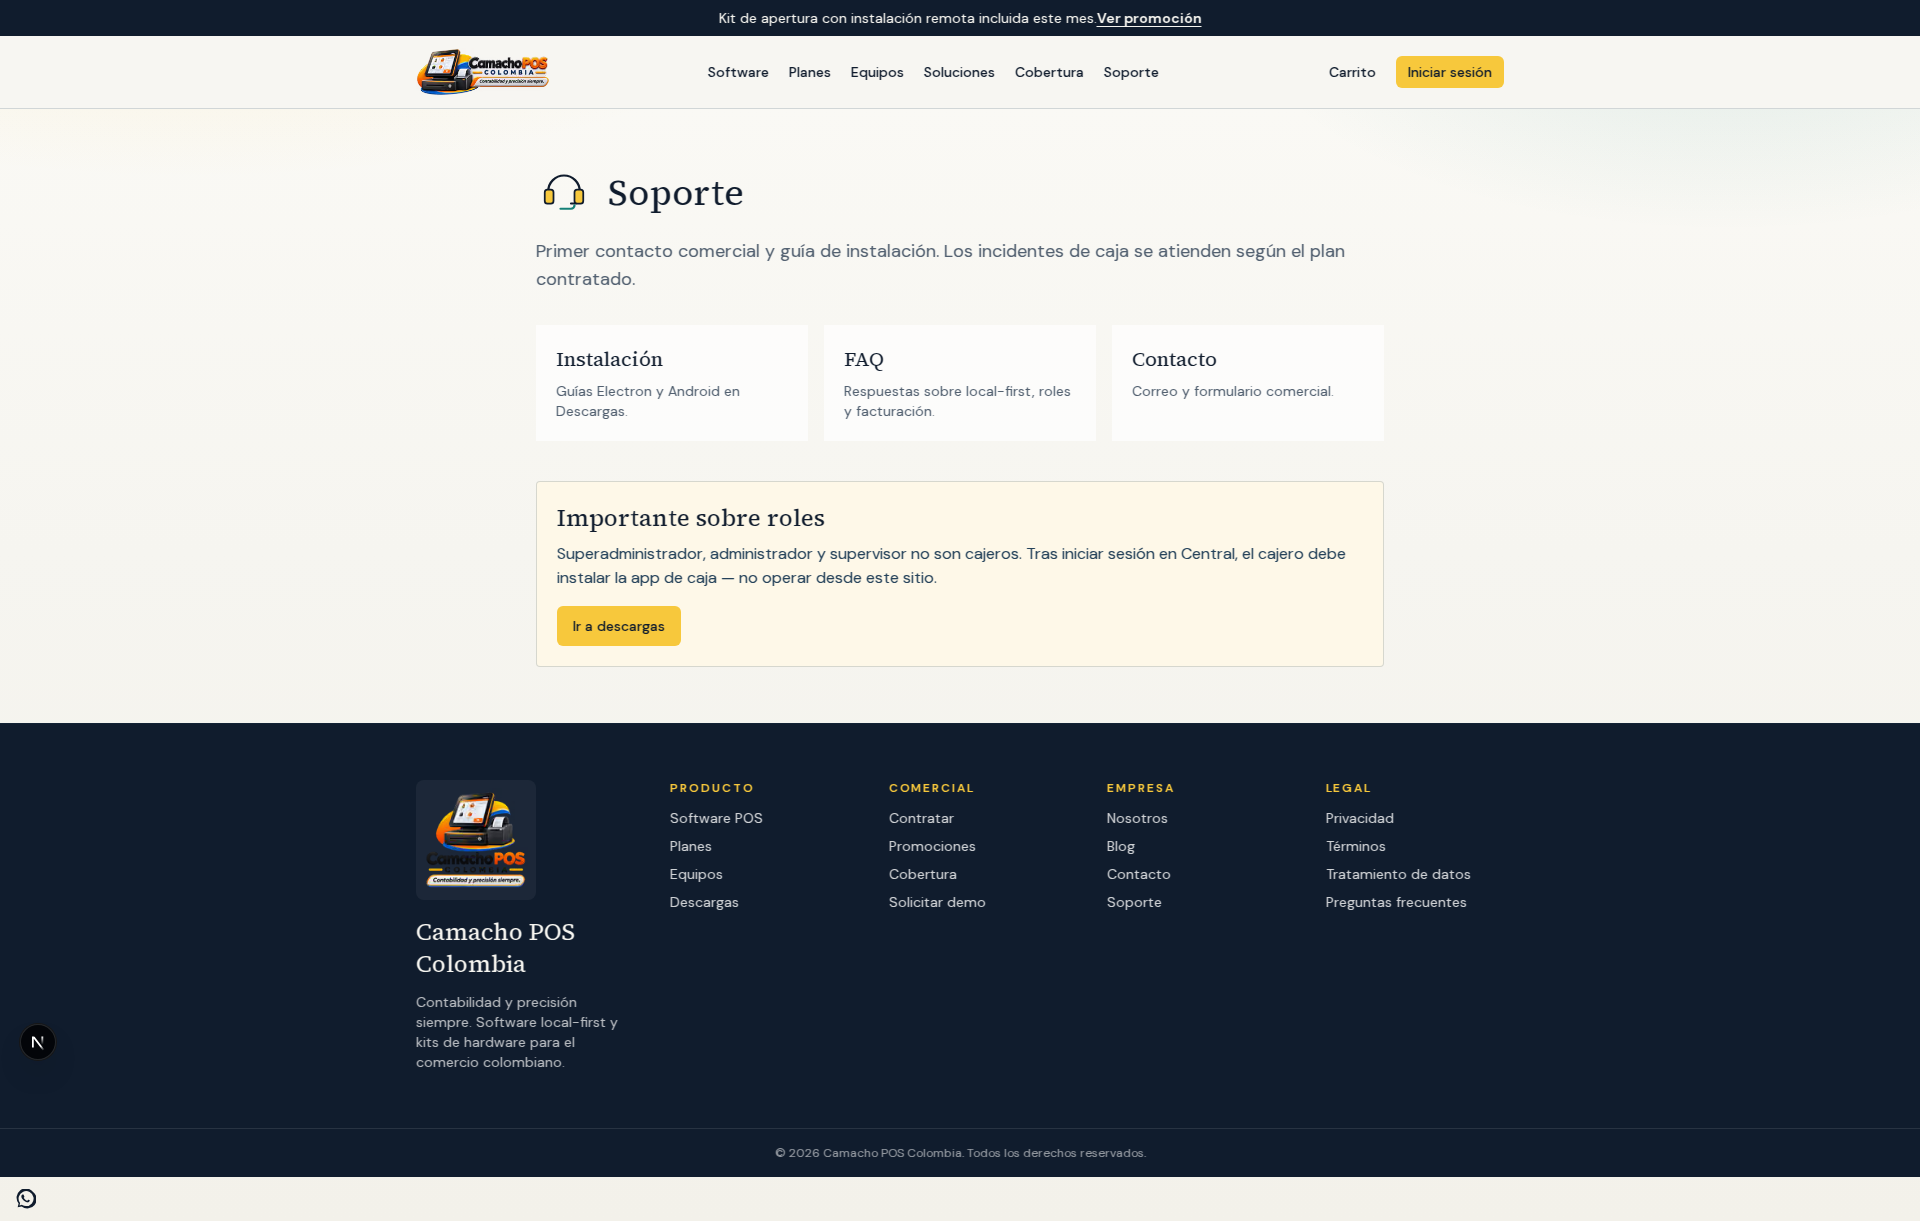 Kit de apertura con instalación remota incluida este mes.Ver promoción
CamachoPOS
COLOMBIA
Contabilidad y precisión siempre.
Software Planes Equipos Soluciones Cobertura Soporte
Carrito Iniciar sesión
Soporte
Primer contacto comercial y guía de instalación. Los incidentes de caja se atienden según el plan
contratado.
Instalación
Guías Electron y Android en
Descargas.
FAQ
Respuestas sobre local-first, roles
y facturación.
Contacto
Correo y formulario comercial.
Importante sobre roles
Superadministrador, administrador y supervisor no son cajeros. Tras iniciar sesión en Central, el cajero debe
instalar la app de caja — no operar desde este sitio.
Ir a descargas
CamachoPOS
COLOMBIA
Contabilidad y precisión siempre.
Camacho POS
Colombia
Contabilidad y precisión
siempre. Software local-first y
kits de hardware para el
comercio colombiano.
PRODUCTO
Software POS
Planes
Equipos
Descargas
COMERCIAL
Contratar
Promociones
Cobertura
Solicitar demo
EMPRESA
Nosotros
Blog
Contacto
Soporte
LEGAL
Privacidad
Términos
Tratamiento de datos
Preguntas frecuentes
N
© 2026 Camacho POS Colombia. Todos los derechos reservados.